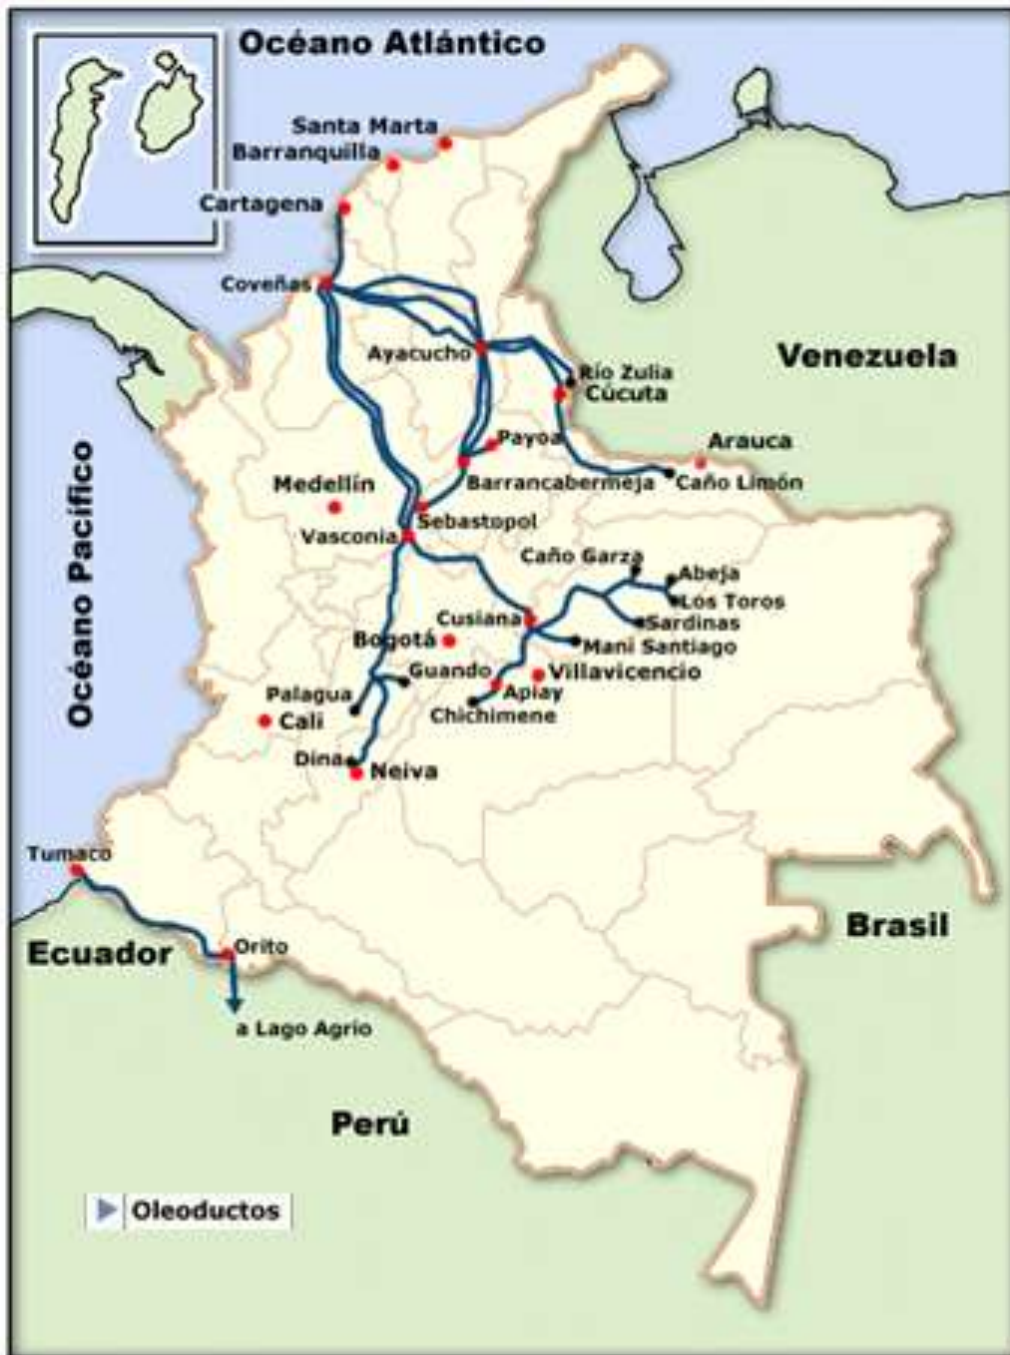 Océano Atlántico
Santa Marta
Barranquilla
Cartagena
Coveñas
Ayacucho
Venezuela
Río Zulia
Cúcuta
Payoa
Arauca
Barrancabermeja
Caño Limón
Medellín
Sebastopol
Vasconia
Océano Pacífico
Caño Garza
Abeja
Los Toros
Cusiana
Sardinas
Bogotá
Mani Santiago
Guando
Villavicencio
Palagua
Apiay
Chichimene
Cali
Dina
Neiva
Tumaco
Brasil
Ecuador
Orito
a Lago Agrio
Perú
Oleoductos